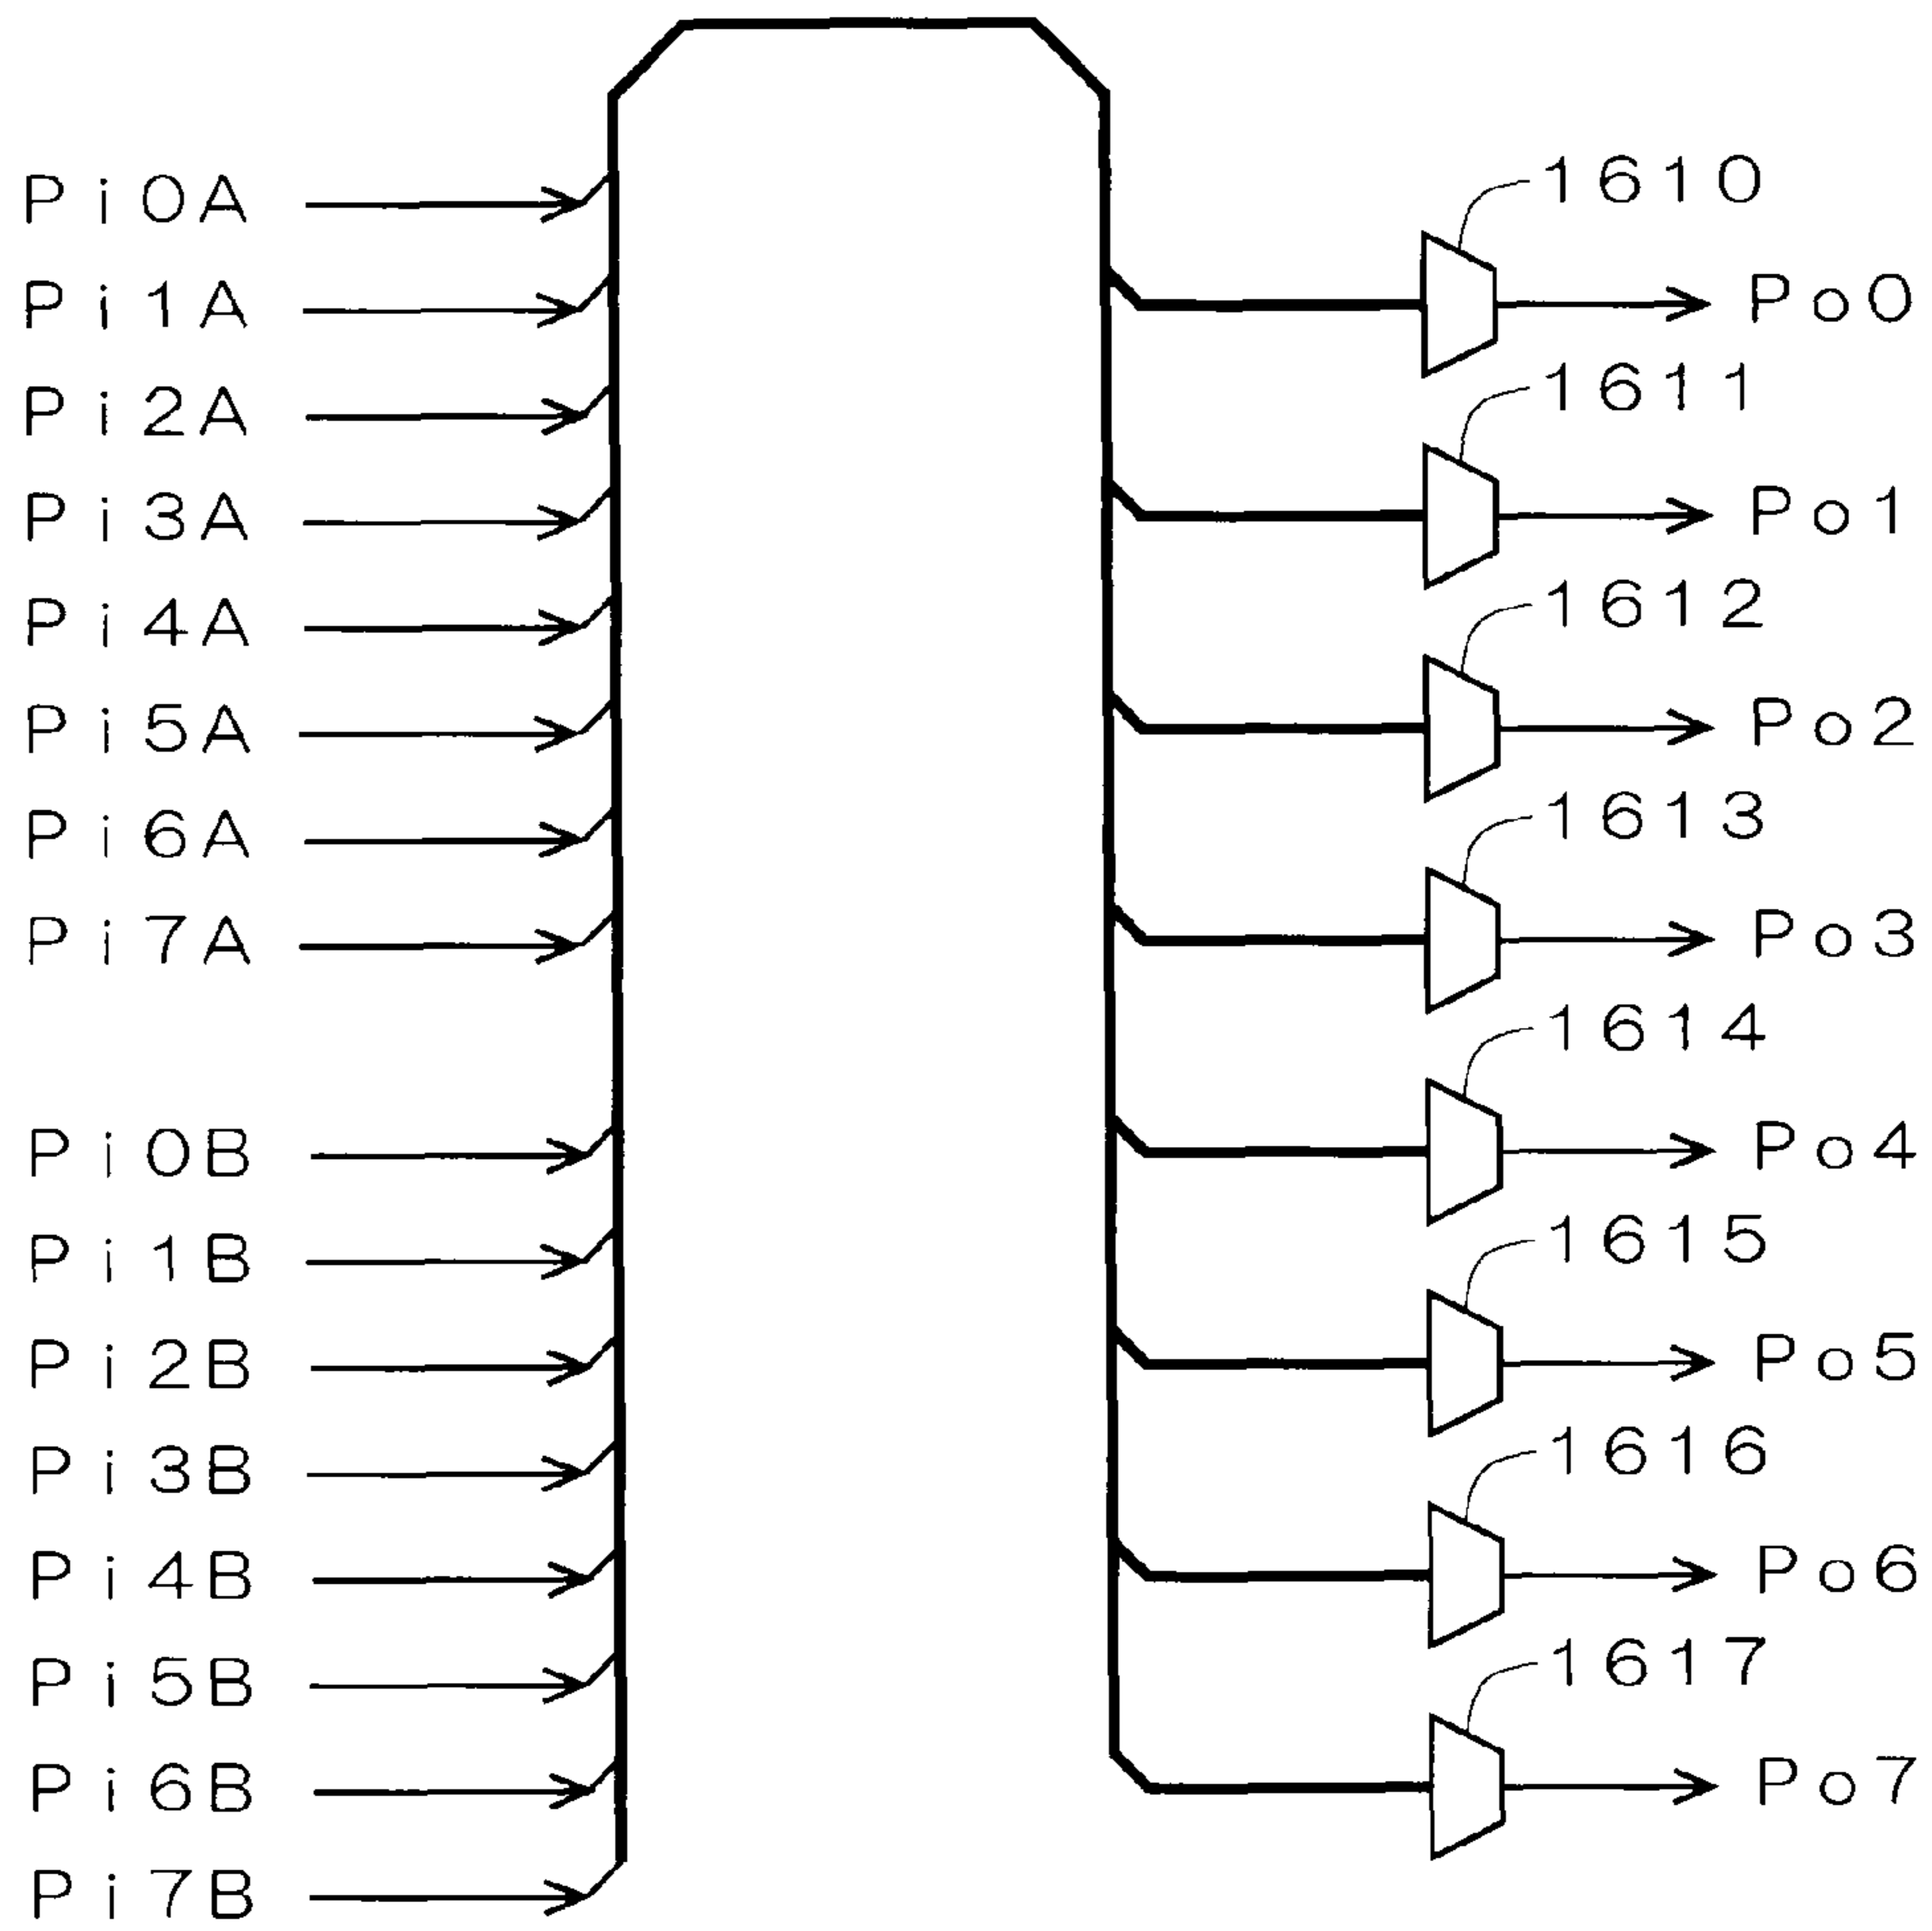 Pi0A
Pi1A
Pi2A
Pi3A
Pi4A
Pi5A
Pi6A
Pi7A
Pi0B
Pi1B
Pi2B
Pi3B
Pi4B
Pi5B
Pi6B
Pi7B
1610
Po0
1611
Po1
1612
Po2
1613
Po3
1614
Po4
1615
Po5
1616
Po6
1617
Po7